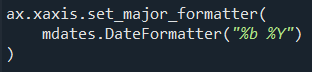 ax.xaxis.set_major_formatter(
    mdates.DateFormatter("%b %Y")
)